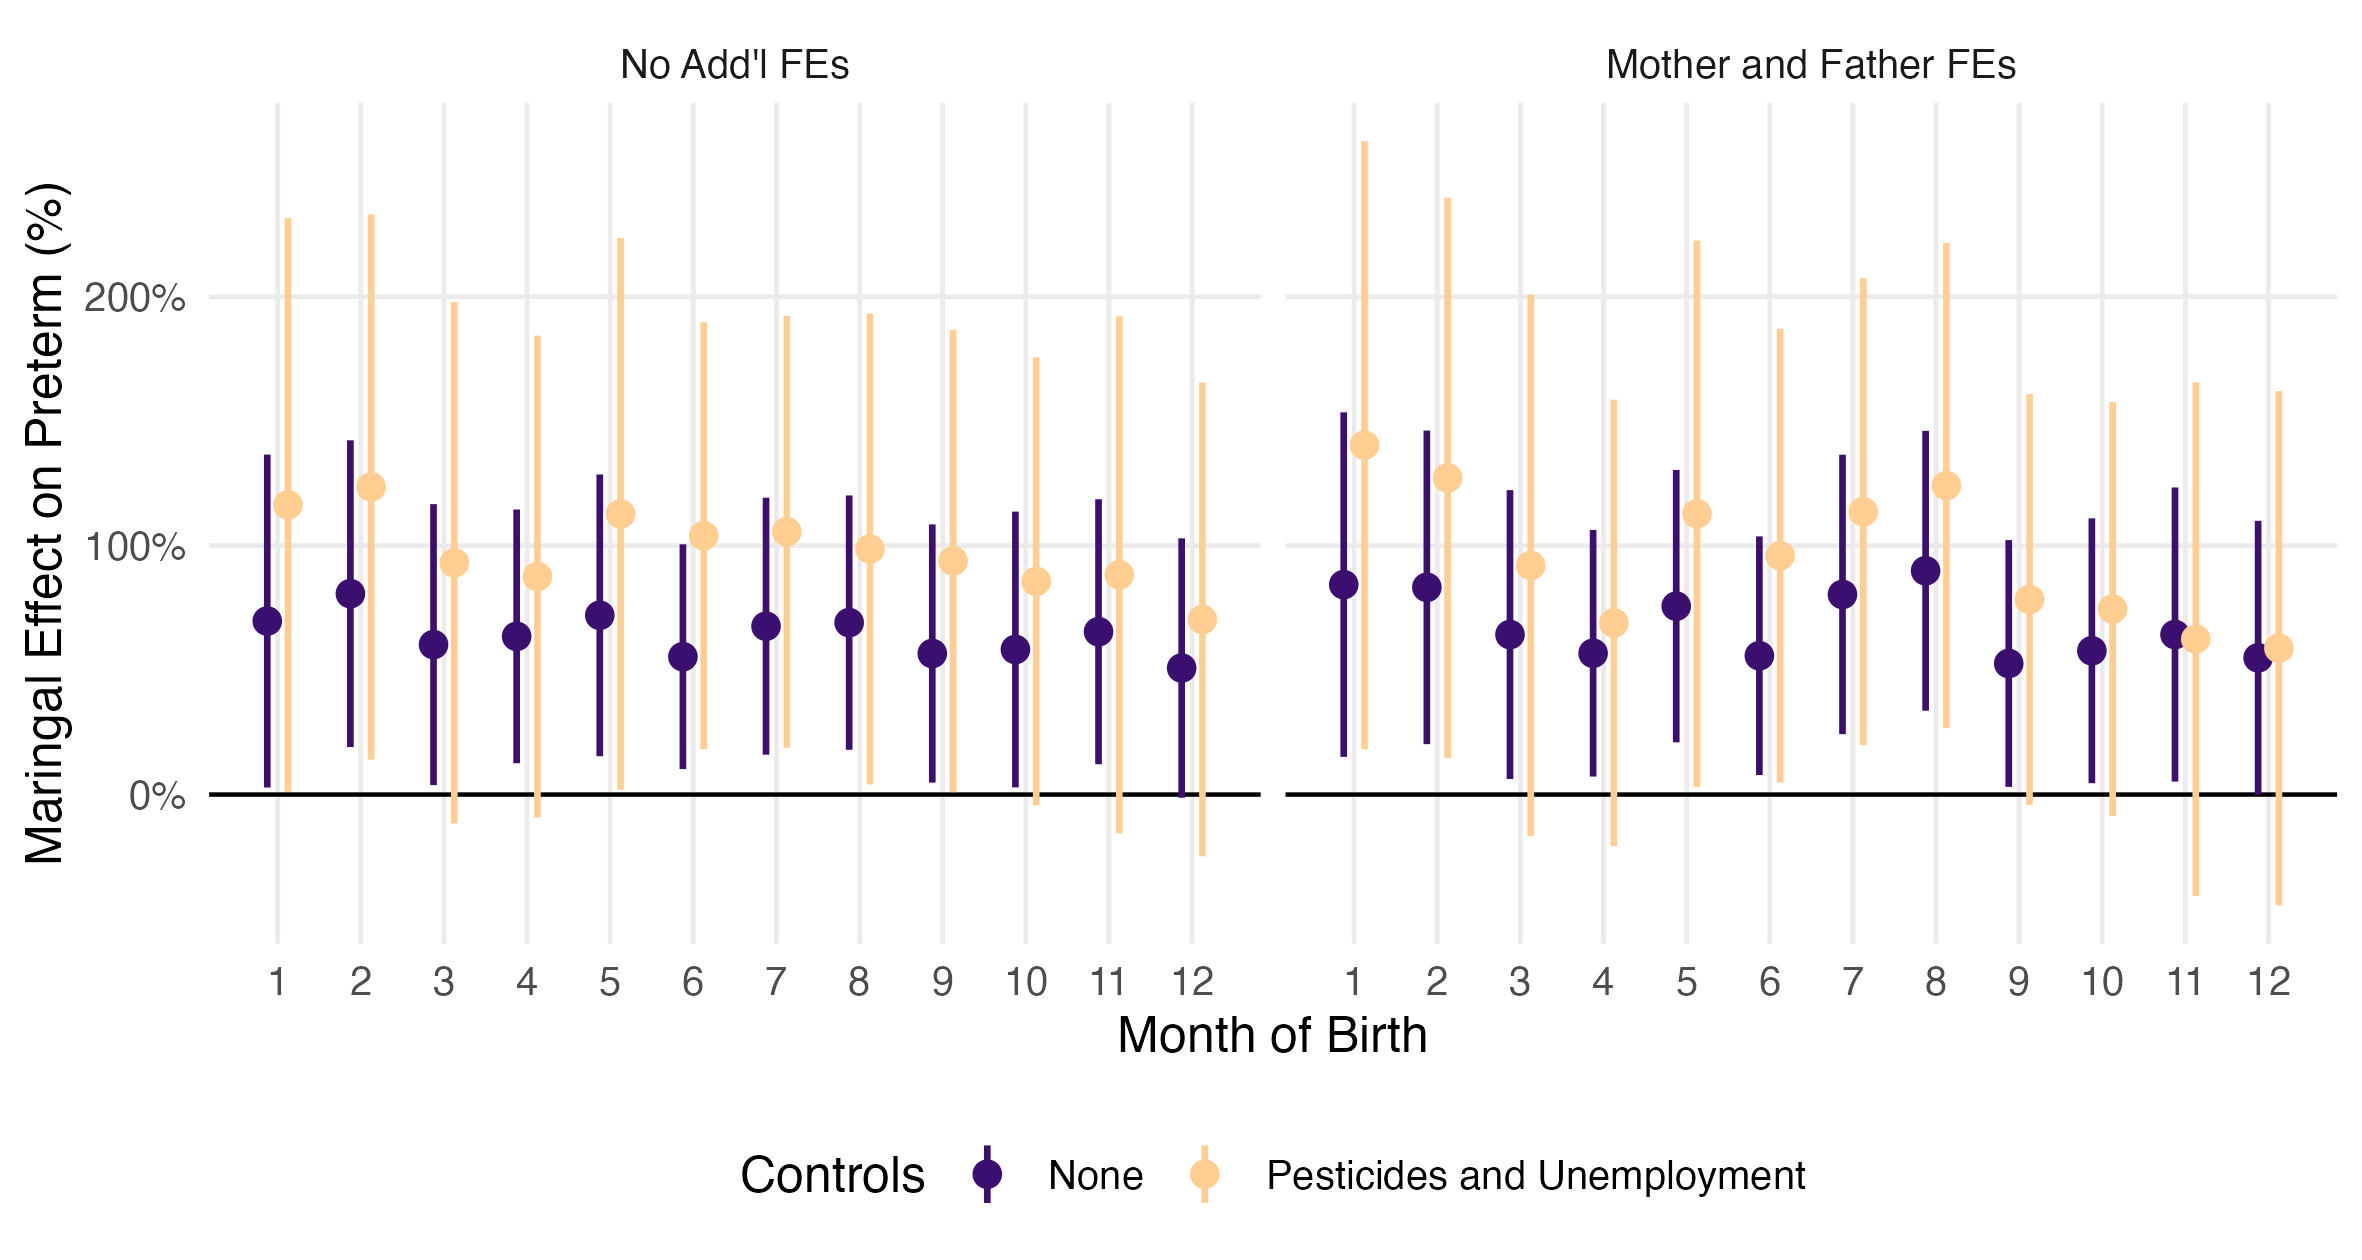 No Add'l FEs
Mother and Father FEs
Maringal Effect on Preterm (%)
200%
100%
0%
1 2 3 4 5 6 7 8 9 10 11 12
1 2 3 4 5 6 7 8 9 10 11 12
Month of Birth
Controls None Pesticides and Unemployment